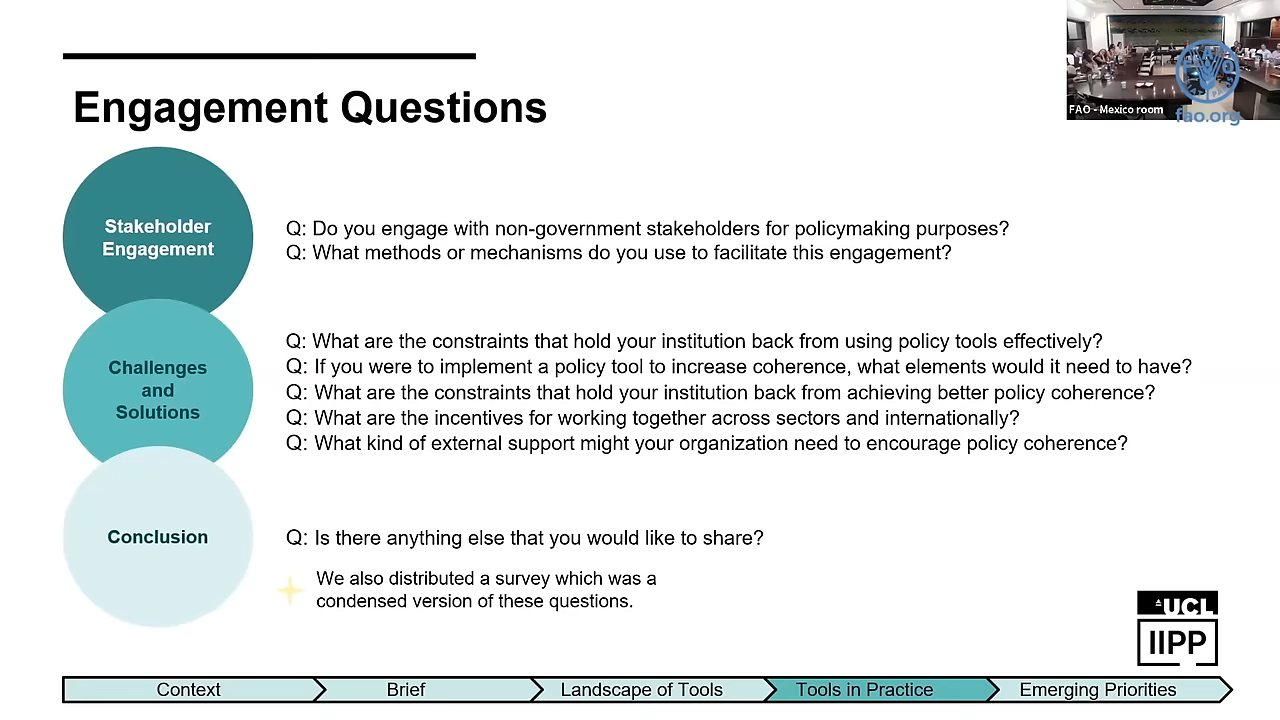 FAO - Mexico room
fao.org
Engagement Questions
Stakeholder
Engagement
Q: Do you engage with non-government stakeholders for policymaking purposes?
Q: What methods or mechanisms do you use to facilitate this engagement?
Challenges
and
Solutions
Q: What are the constraints that hold your institution back from using policy tools effectively?
Q: If you were to implement a policy tool to increase coherence, what elements would it need to have?
Q: What are the constraints that hold your institution back from achieving better policy coherence?
Q: What are the incentives for working together across sectors and internationally?
Q: What kind of external support might your organization need to encourage policy coherence?
Conclusion
Q: Is there anything else that you would like to share?
We also distributed a survey which was a
condensed version of these questions.
UCL
IIPP
Context
Brief
Landscape of Tools
Tools in Practice
Emerging Priorities